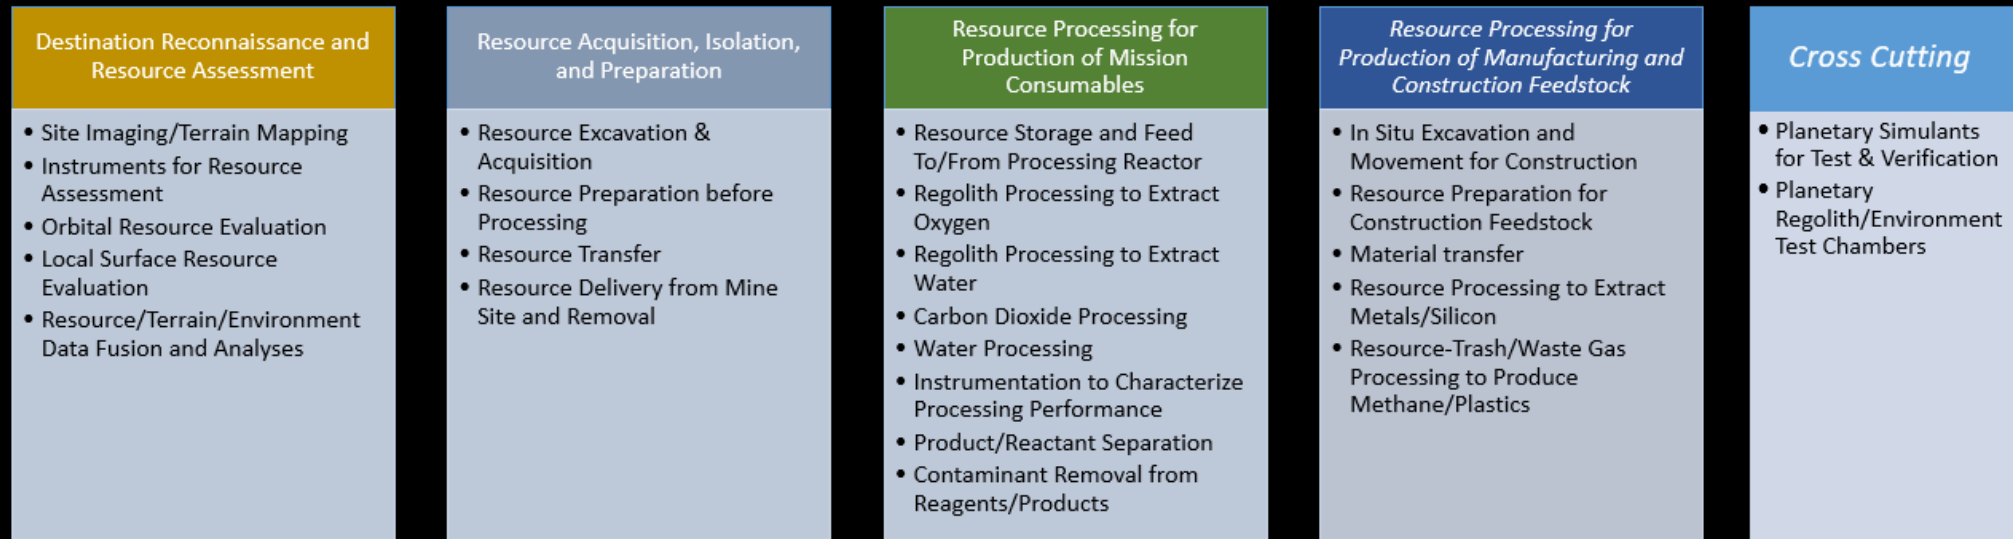 Destination Reconnaissance and
Resource Assessment
• Site Imaging/Terrain Mapping
• Instruments for Resource
Assessment
• Orbital Resource Evaluation
• Local Surface Resource
Evaluation
• Resource/Terrain/Environment
Data Fusion and Analyses
Resource Acquisition, Isolation,
and Preparation
• Resource Excavation &
Acquisition
• Resource Preparation before
Processing
• Resource Transfer
• Resource Delivery from Mine
Site and Removal
Resource Processing for
Production of Mission
Consumables
• Resource Storage and Feed
To/From Processing Reactor
• Regolith Processing to Extract
Oxygen
• Regolith Processing to Extract
Water
• Carbon Dioxide Processing
• Water Processing
• Instrumentation to Characterize
Processing Performance
• Product/Reactant Separation
• Contaminant Removal from
Reagents/Products
Resource Processing for
Production of Manufacturing and
Construction Feedstock
• In Situ Excavation and
Movement for Construction
• Resource Preparation for
Construction Feedstock
• Material transfer
• Resource Processing to Extract
Metals/Silicon
• Resource-Trash/Waste Gas
Processing to Produce
Methane/Plastics
Cross Cutting
• Planetary Simulants
for Test & Verification
• Planetary
Regolith/Environment
Test Chambers